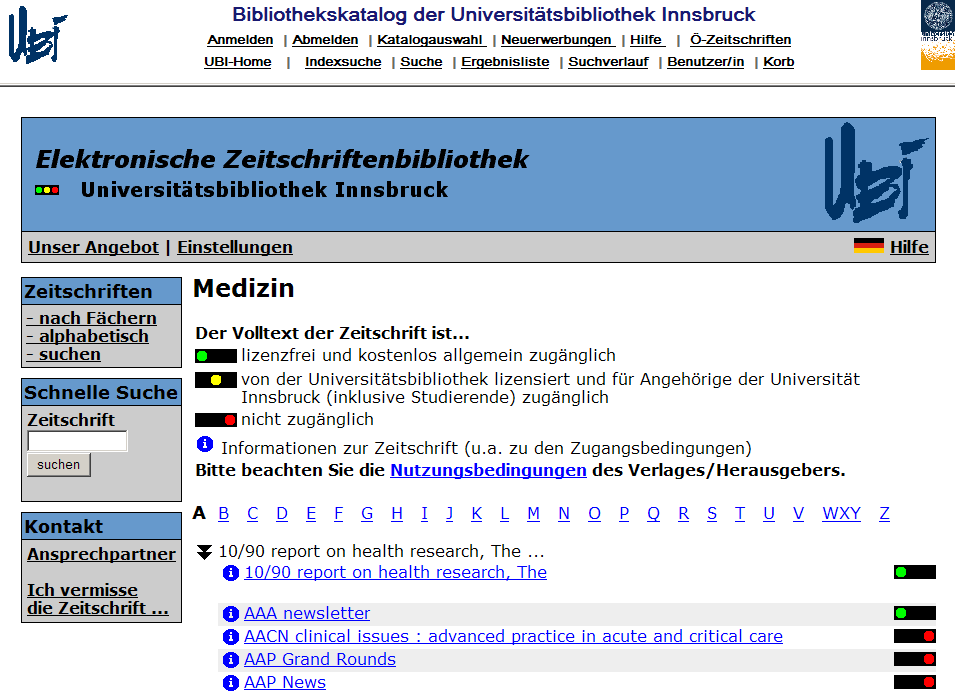 UBI
Bibliothekskatalog der Universitätsbibliothek Innsbruck
Anmelden | Abmelden | Katalogauswahl | Neuerwerbungen | Hilfe | Ö-Zeitschriften
UBI-Home | Indexsuche | Suche | Ergebnisliste | Suchverlauf | Benutzer/in | Korb
universität
innsbruck
Elektronische Zeitschriftenbibliothek
Universitätsbibliothek Innsbruck
UBI
Unser Angebot | Einstellungen
Hilfe
Zeitschriften
- nach Fächern
- alphabetisch
- suchen
Schnelle Suche
Zeitschrift
suchen
Kontakt
Ansprechpartner
Ich vermisse
die Zeitschrift ...
Medizin
Der Volltext der Zeitschrift ist...
lizenzfrei und kostenlos allgemein zugänglich
von der Universitätsbibliothek lizensiert und für Angehörige der Universität
Innsbruck (inklusive Studierende) zugänglich
nicht zugänglich
i Informationen zur Zeitschrift (u.a. zu den Zugangsbedingungen)
Bitte beachten Sie die Nutzungsbedingungen des Verlages/Herausgebers.
A B C D E F G H I J K L M N O P Q R S T U V WXY Z
10/90 report on health research, The ...
i 10/90 report on health research, The
i AAA newsletter
i AACN clinical issues : advanced practice in acute and critical care
i AAP Grand Rounds
i AAP News